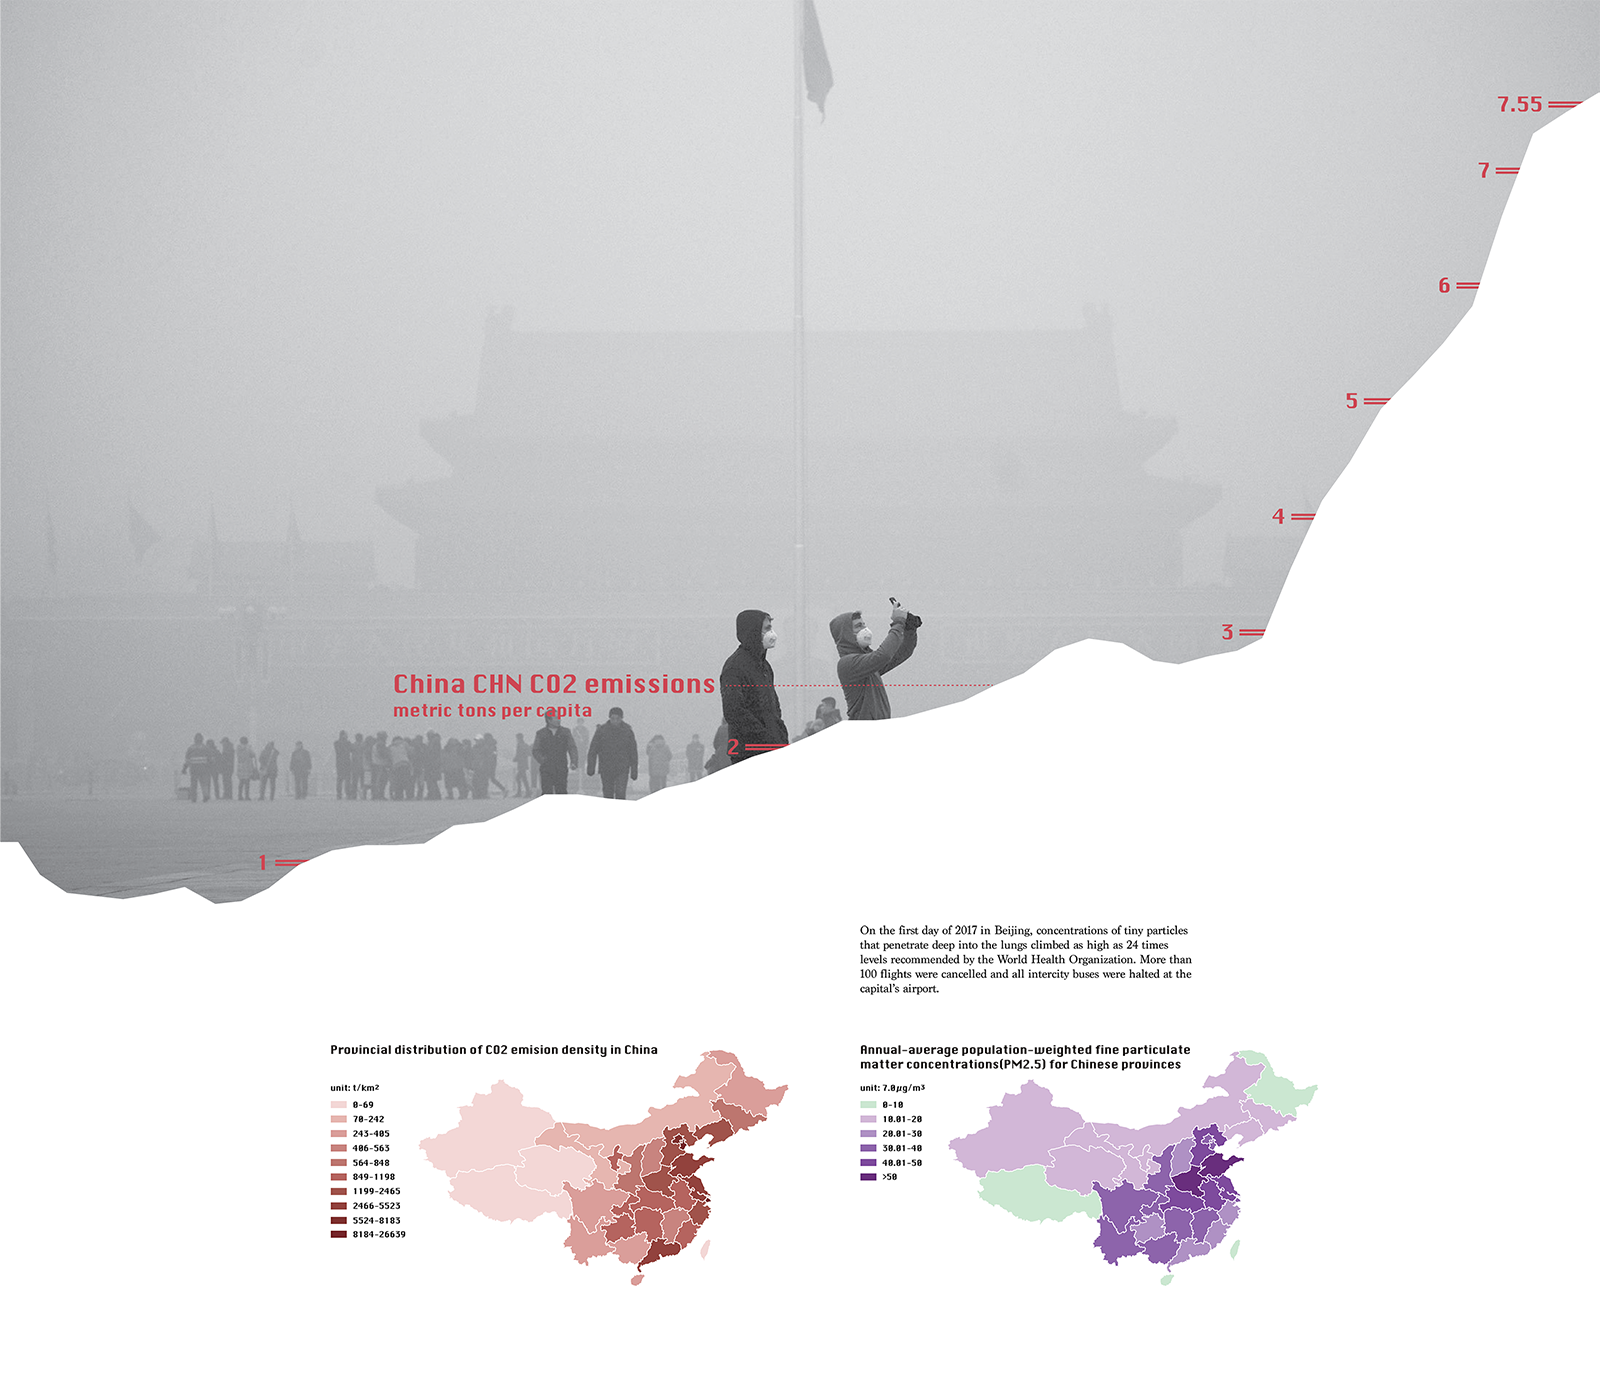 7.55
7
6
5
4
3
China CHN CO2 emissions
metric tons per capita
2
1
On the first day of 2017 in Beijing, concentrations of tiny particles
that penetrate deep into the lungs climbed as high as 24 times
levels recommended by the World Health Organization. More than
100 flights were cancelled and all intercity buses were halted at the
capital's airport.
Provincial distribution of CO2 emision density in China
unit: t/km²
0-69
70-242
243-405
406-563
564-848
849-1198
1199-2465
2466-5523
5524-8183
8184-26639
Annual-average population-weighted fine particulate
matter concentrations(PM2.5) for Chinese provinces
unit: 7.0μg/m³
0-10
10.01-20
20.01-30
30.01-40
40.01-50
>50